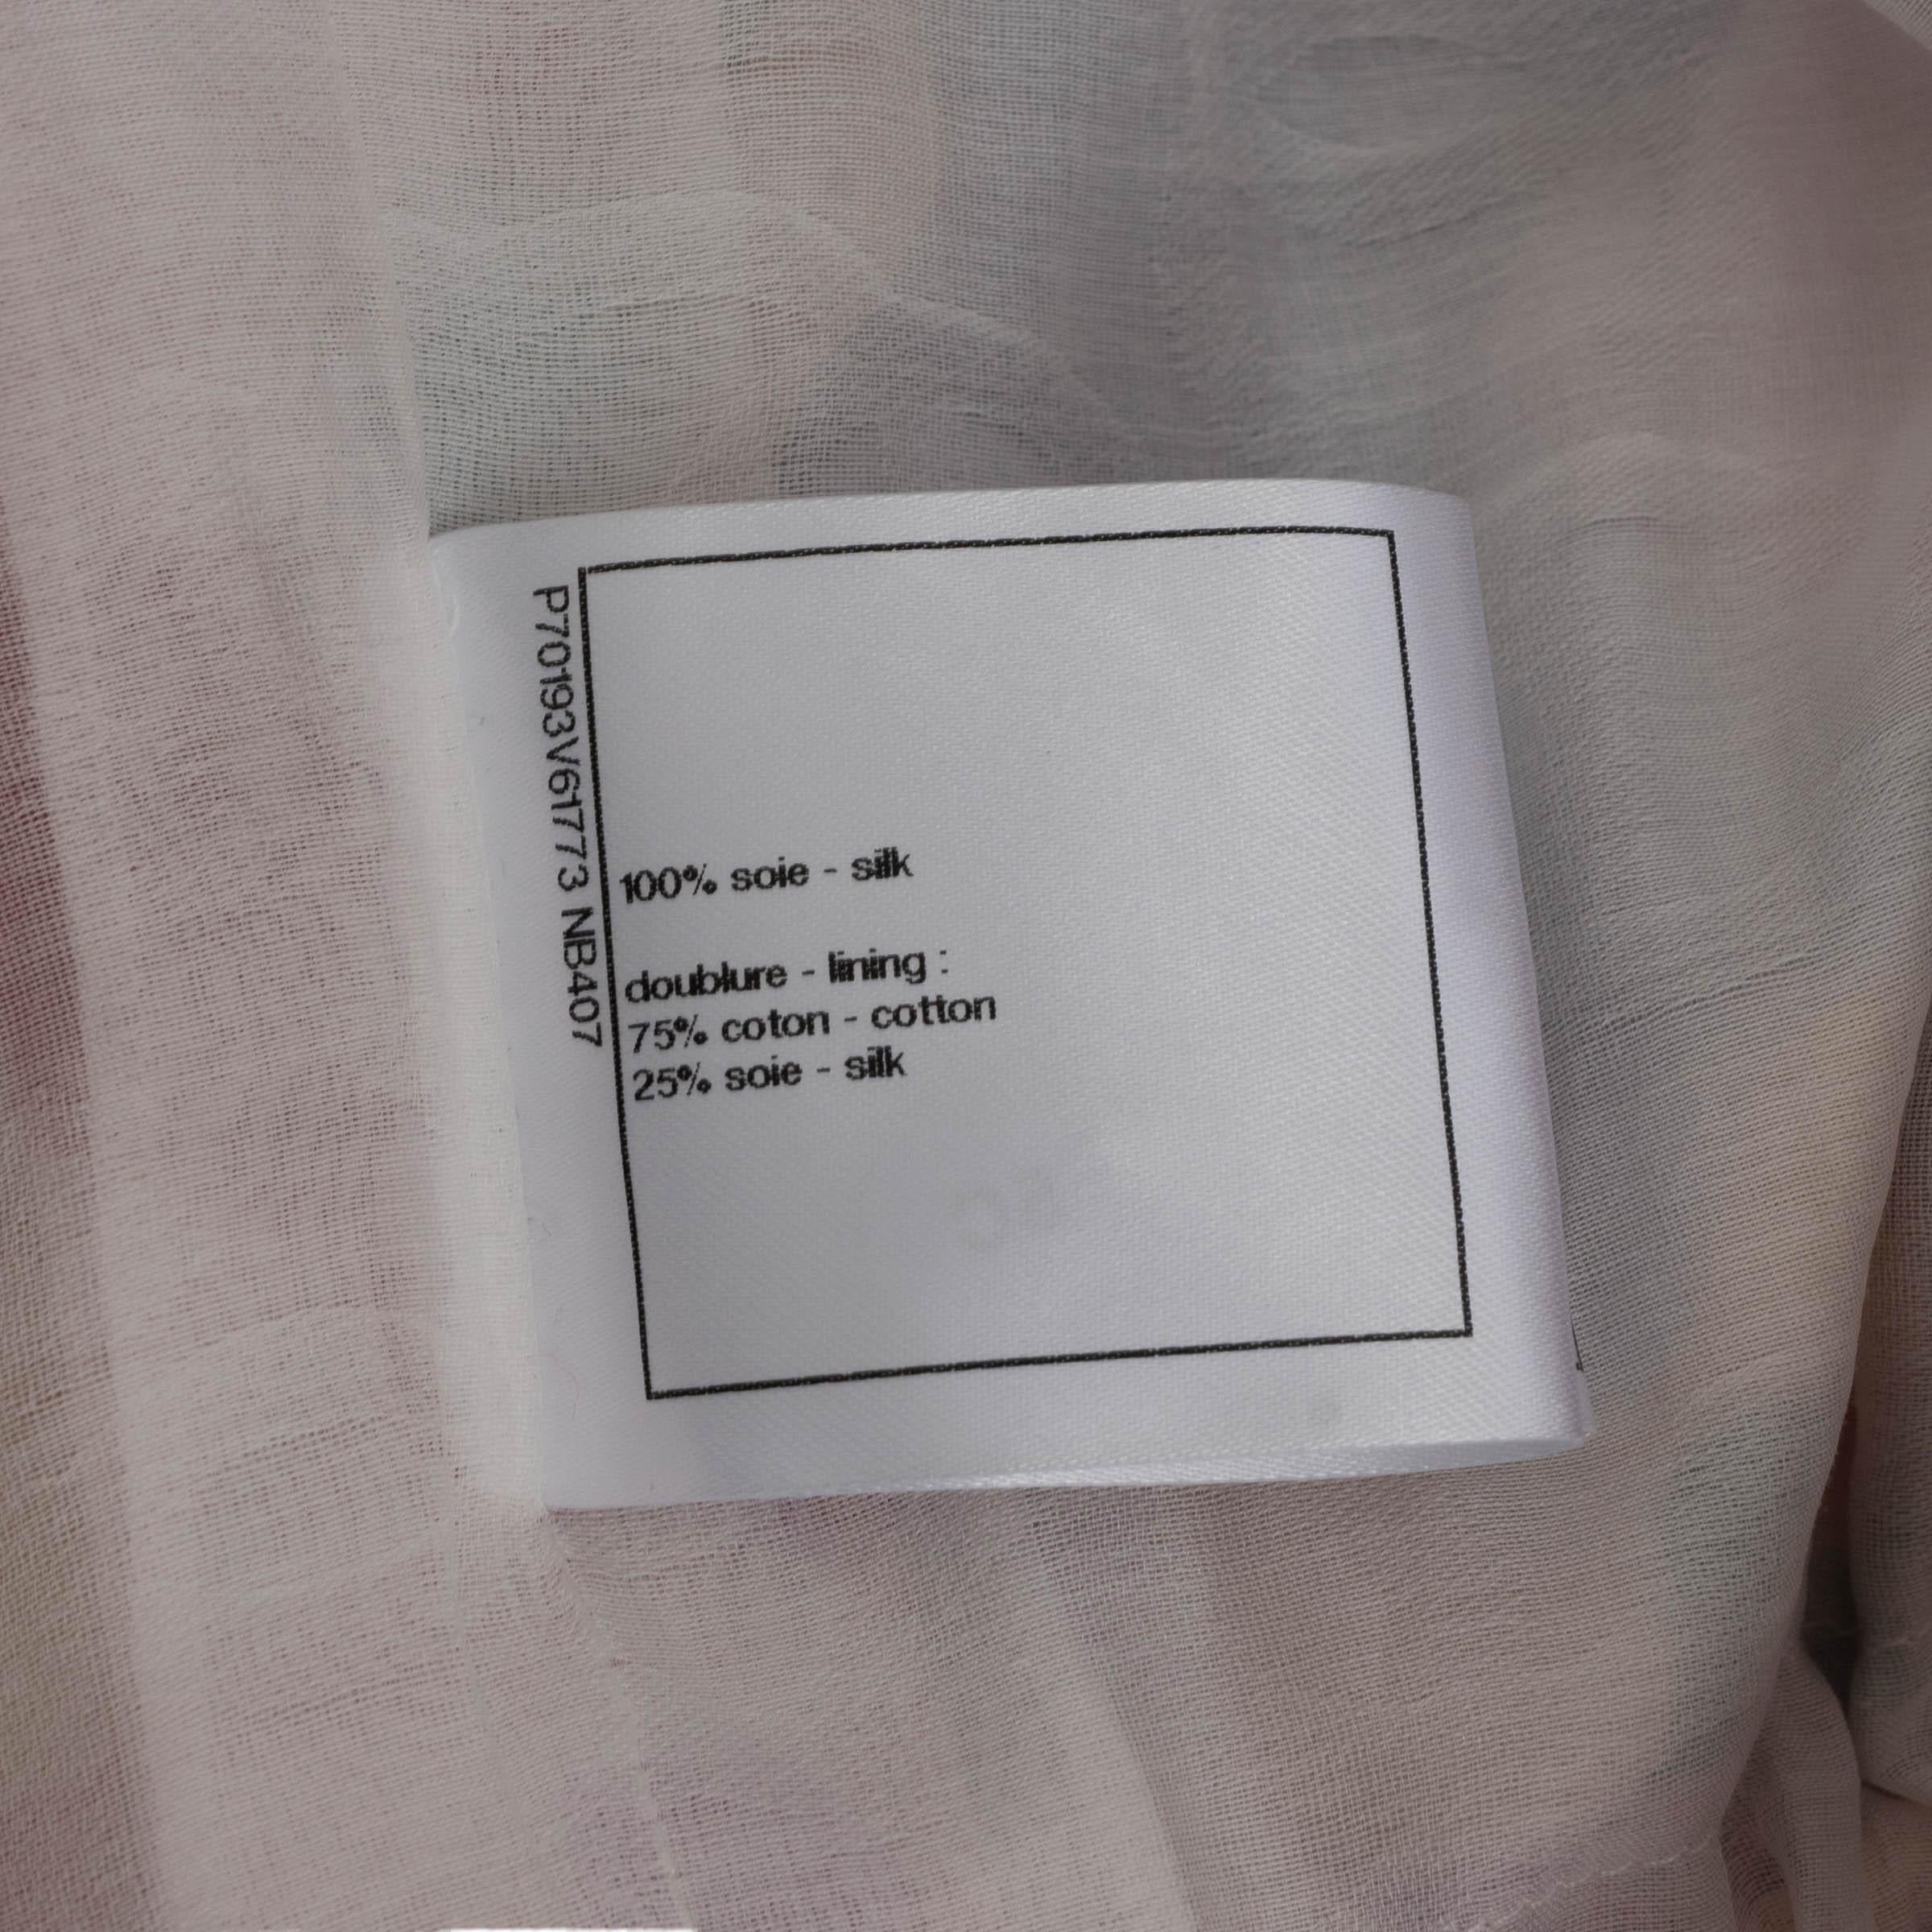 P70193V61773 NB407
100% soie - silk
doublure - lining :
75% coton - cotton
25% soie - silk